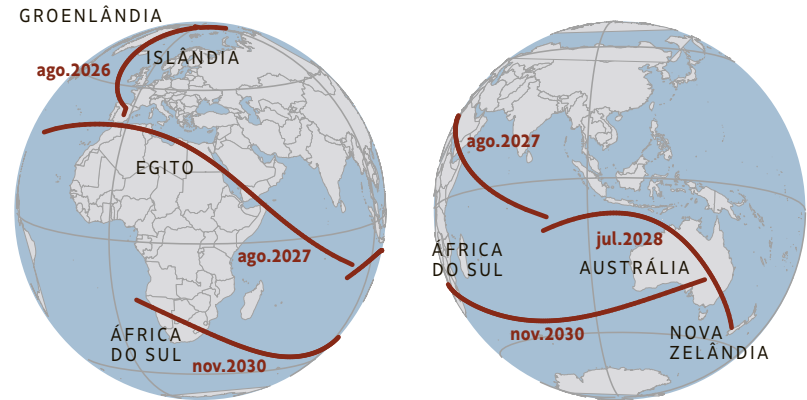 GROENLÂNDIA
ISLÂNDIA
ago.2026
EGITO
ago.2027
ÁFRICA
DO SUL
nov.2030
ago.2027
ÁFRICA
DO SUL
jul.2028
AUSTRÁLIA
nov.2030
NOVA
ZELÂNDIA